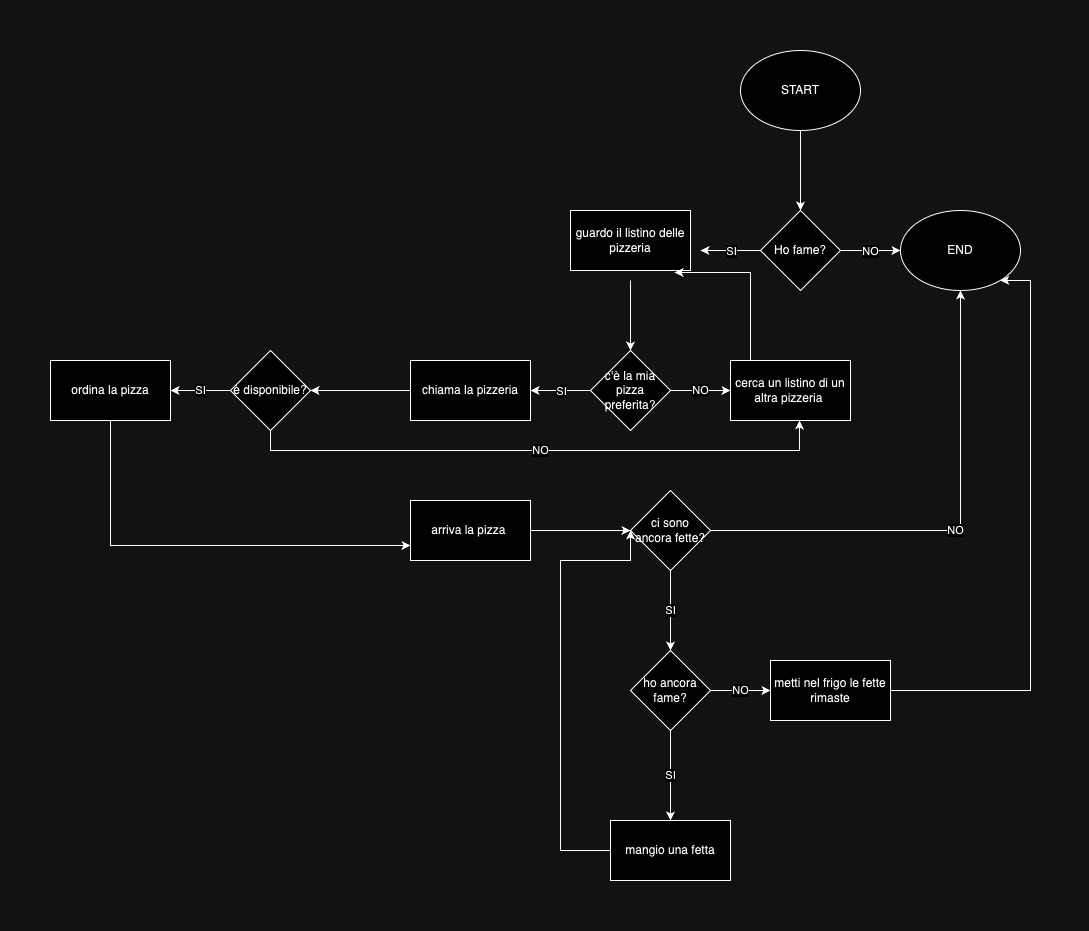 START
guardo il listino delle
pizzeria
SI
Ho fame?
NO
END
ordina la pizza
SI
è disponibile?
chiama la pizzeria
SI
c'è la mia
pizza
preferita?
NO
cerca un listino di un
altra pizzeria
NO
arriva la pizza
ci sono
ancora fette?
NO
SI
ho ancora
fame?
NO
metti nel frigo le fette
rimaste
SI
mangio una fetta